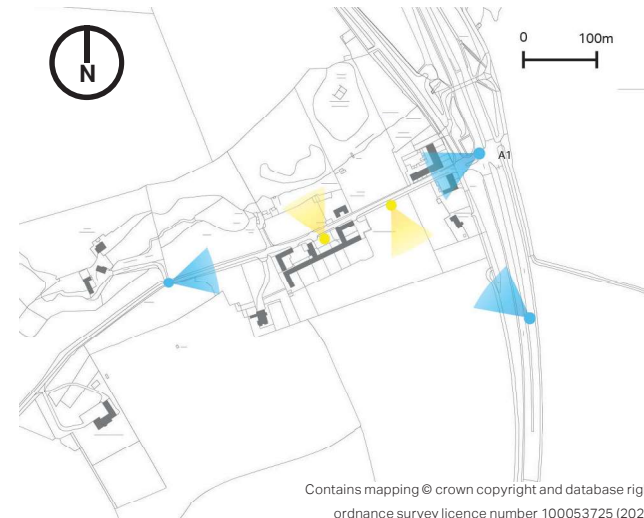 N
0 100m
A1
Contains mapping © crown copyright and database rig
ordnance survey licence number 100053725 (202